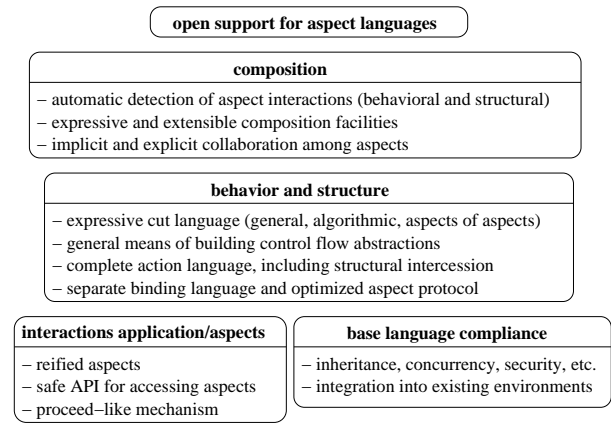 open support for aspect languages
composition
– automatic detection of aspect interactions (behavioral and structural)
– expressive and extensible composition facilities
– implicit and explicit collaboration among aspects
behavior and structure
– expressive cut language (general, algorithmic, aspects of aspects)
– general means of building control flow abstractions
– complete action language, including structural intercession
– separate binding language and optimized aspect protocol
interactions application/aspects
– reified aspects
– safe API for accessing aspects
– proceed–like mechanism
base language compliance
– inheritance, concurrency, security, etc.
– integration into existing environments